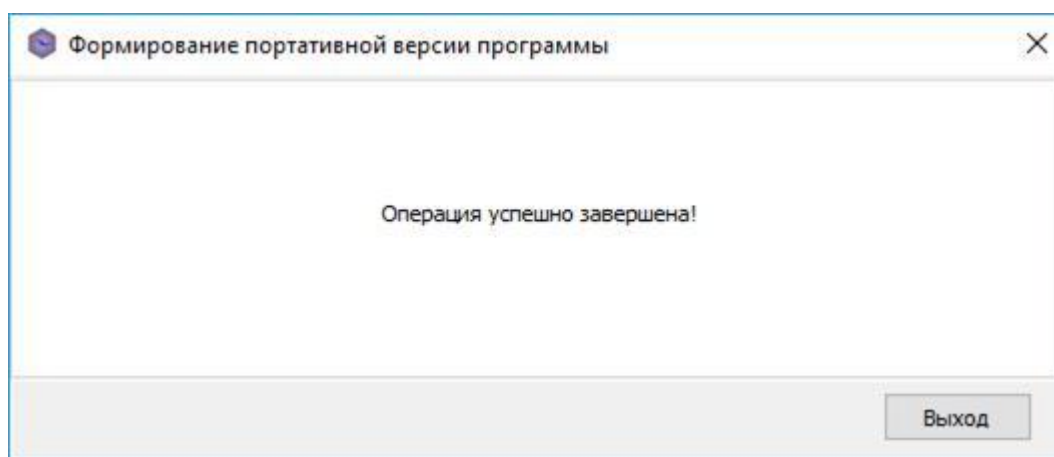 Формирование портативной версии программы
Операция успешно завершена!
Выход